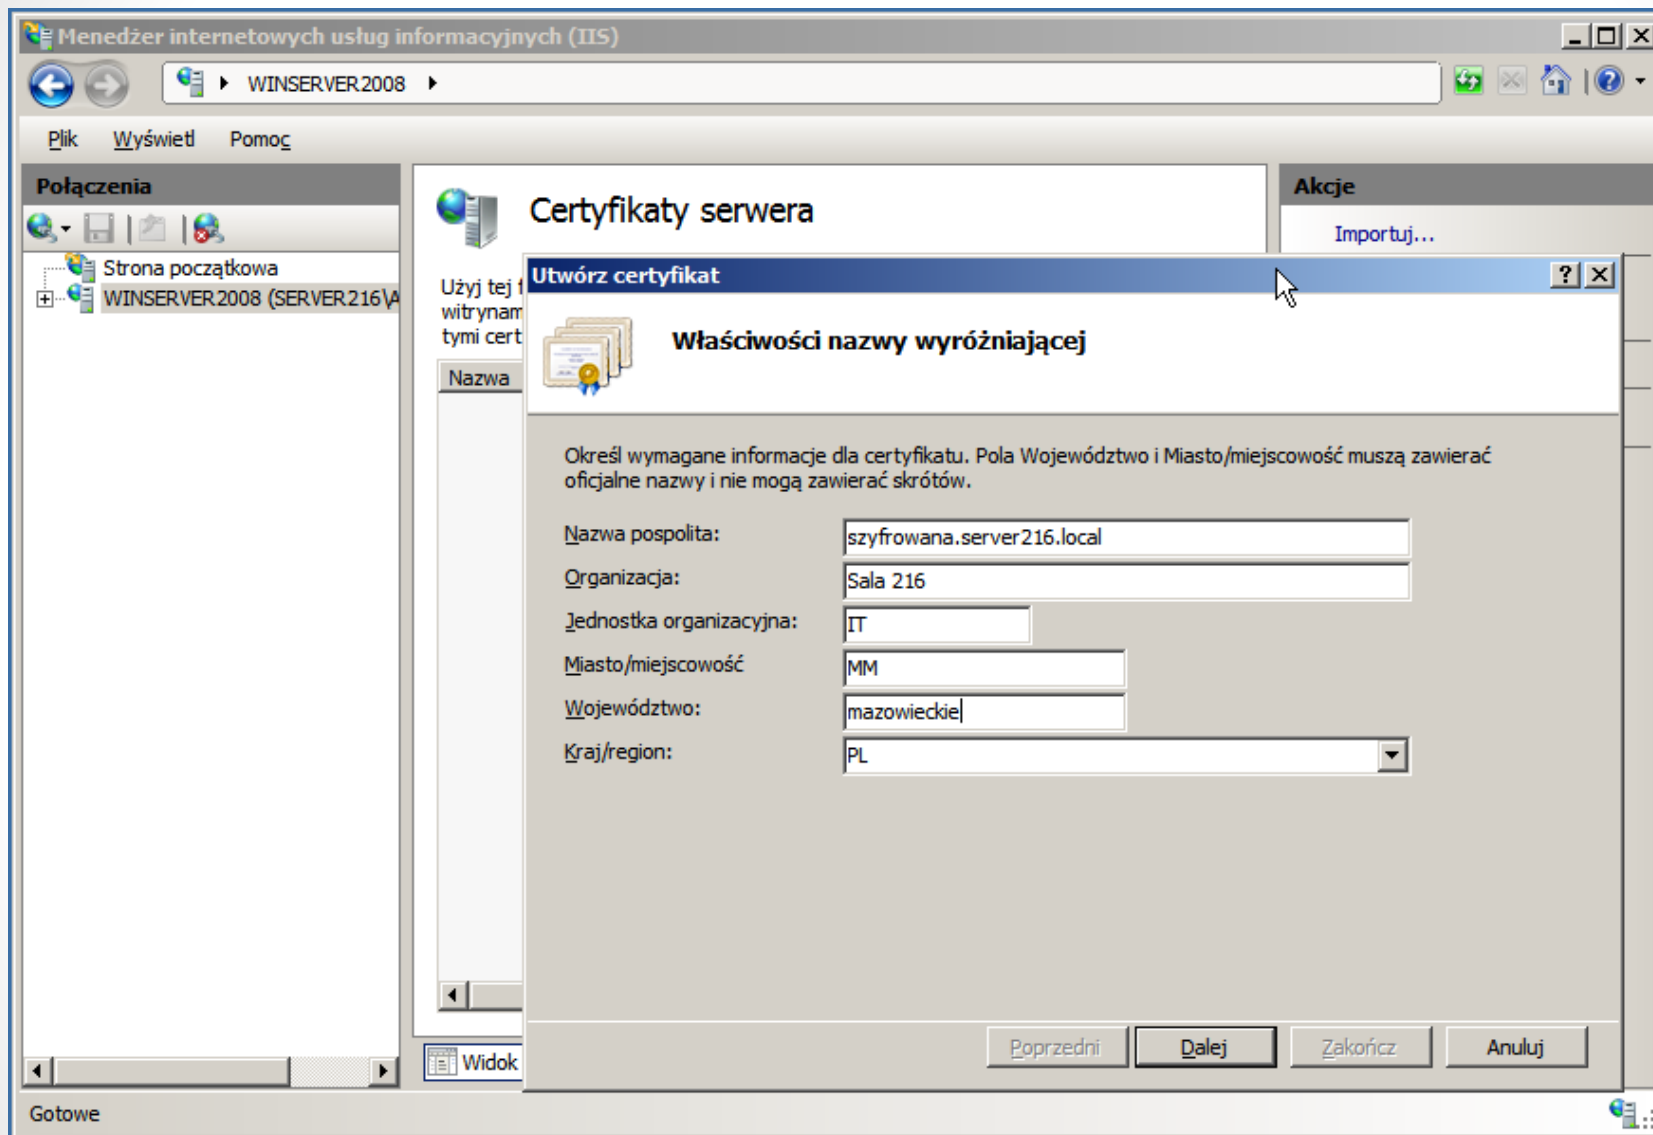 Menedżer internetowych usług informacyjnych (IIS)
WINSERVER2008
Plik Wyświetl Pomoc
Połączenia
Strona początkowa
WINSERVER2008 (SERVER216\A
Certyfikaty serwera
Użyj tej f
witrynam
tymi cert
Nazwa
Widok
Akcje
Importuj...
Utwórz certyfikat
Właściwości nazwy wyróżniającej
Określ wymagane informacje dla certyfikatu. Pola Województwo i Miasto/miejscowość muszą zawierać
oficjalne nazwy i nie mogą zawierać skrótów.
Nazwa pospolita: szyfrowana.server216.local
Organizacja: Sala 216
Jednostka organizacyjna: IT
Miasto/miejscowość MM
Województwo: mazowieckie
Kraj/region: PL
Poprzedni Dalej Zakończ Anuluj
Gotowe